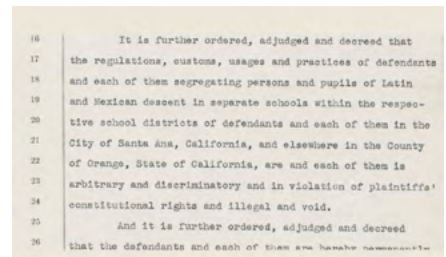 16 It is further ordered, adjudged and decreed that
17 the regulations, customs, usages and practices of defendants
18 and each of them segregating persons and pupils of Latin
19 and Mexican descent in separate schools within the respec-
20 tive school districts of defendants and each of them in the
21 City of Santa Ana, California, and elsewhere in the County
22 of Orange, State of California, are and each of them is
23 arbitrary and discriminatory and in violation of plaintiffs'
24 constitutional rights and illegal and void.
25 And it is further ordered, adjudged and decreed
26 that the defendants and each of them are hereby permanently